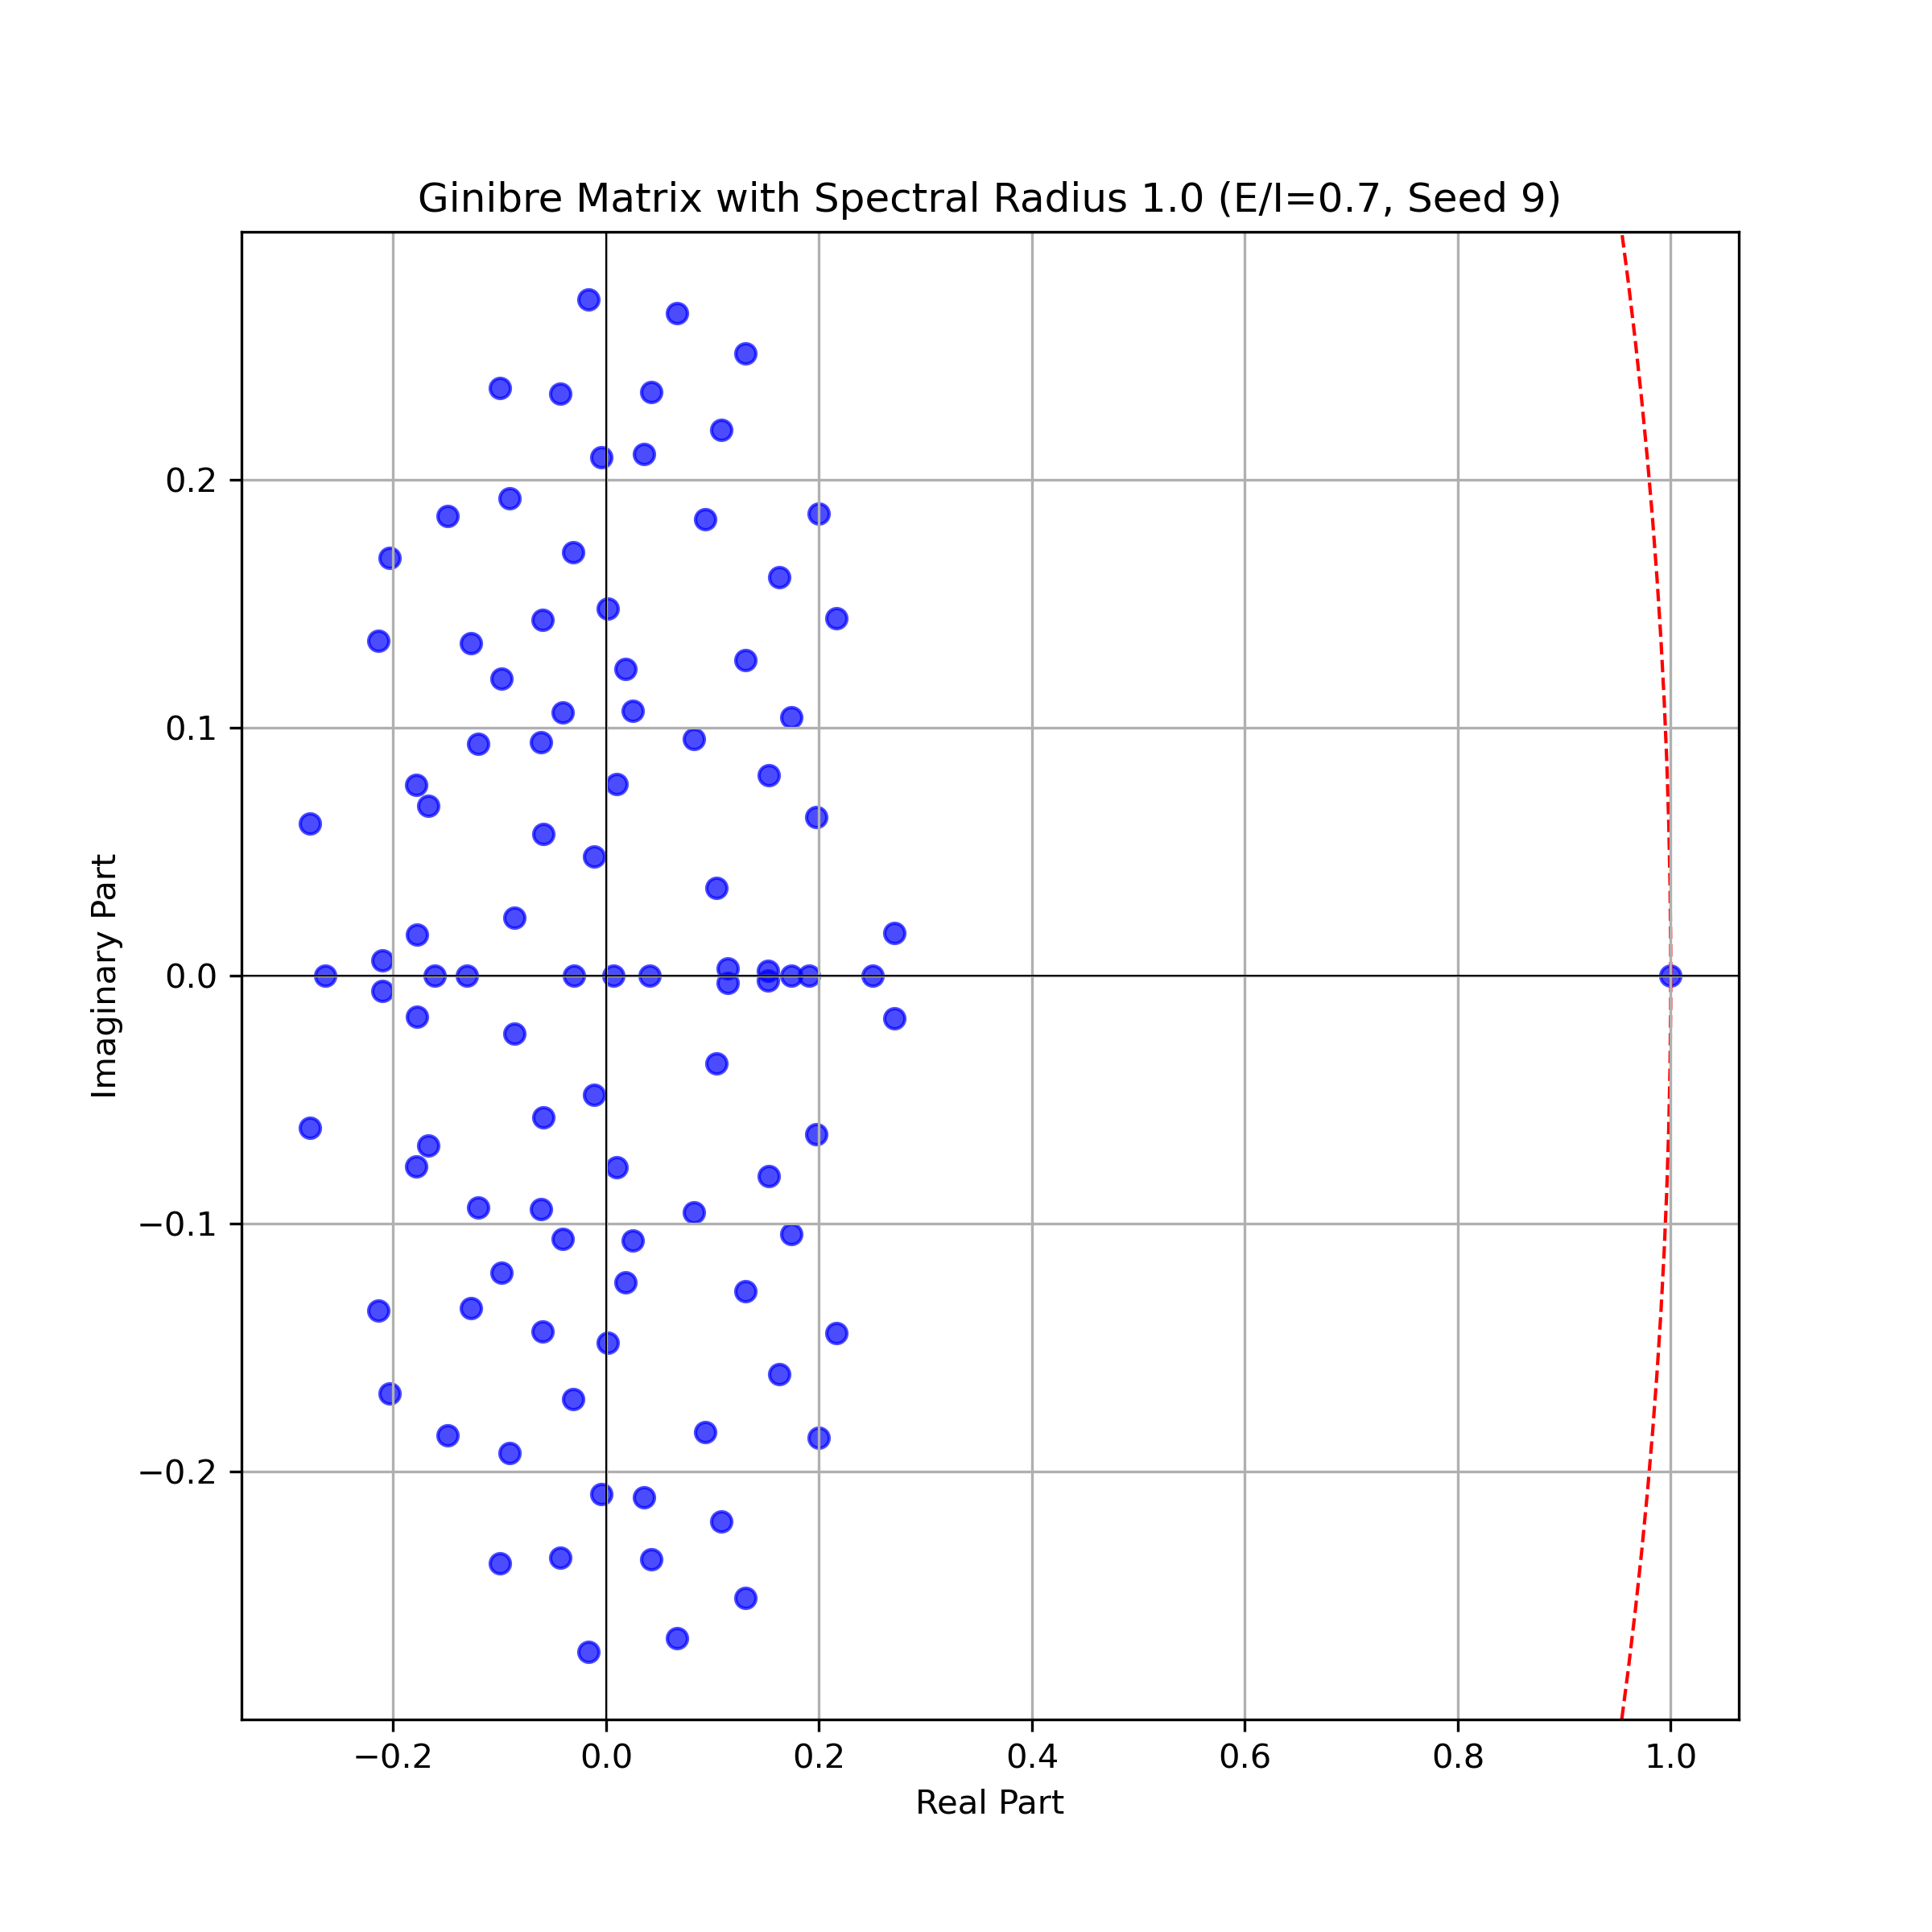 Ginibre Matrix with Spectral Radius 1.0 (E/I=0.7, Seed 9)
0.2
0.1
0.0
−0.1
−0.2
Imaginary Part
−0.2 0.0 0.2 0.4 0.6 0.8 1.0
Real Part